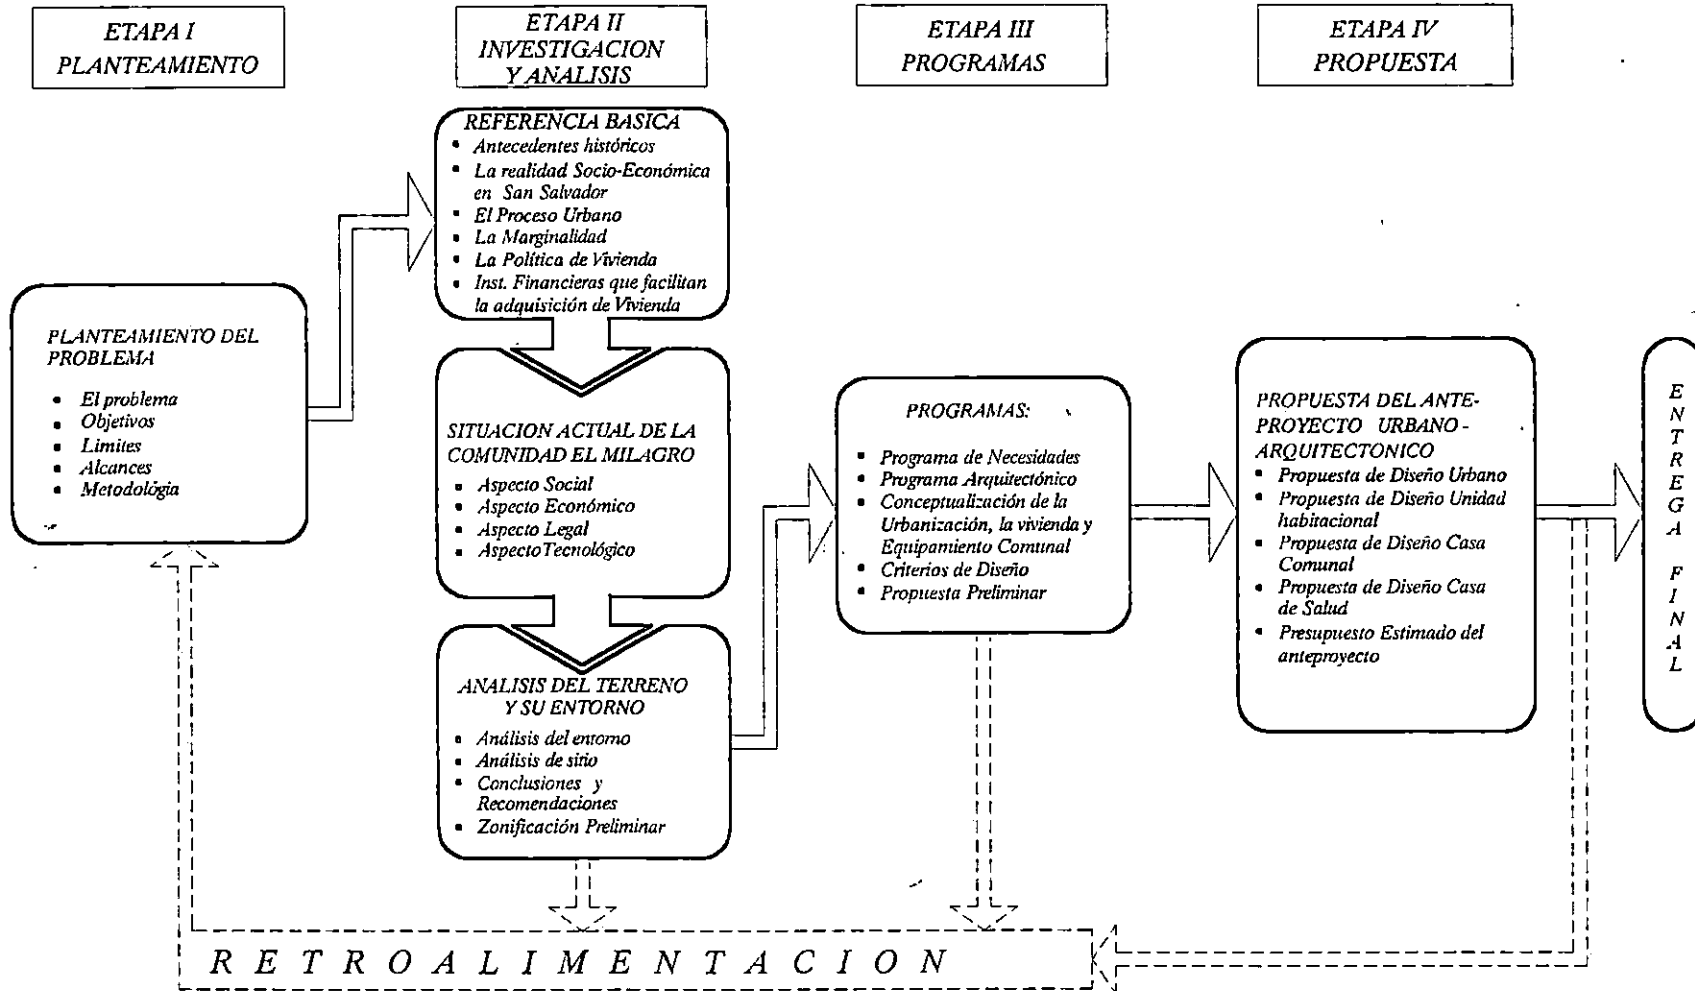 ETAPA I
PLANTEAMIENTO
ETAPA II
INVESTIGACION
Y ANALISIS
ETAPA III
PROGRAMAS
ETAPA IV
PROPUESTA
PLANTEAMIENTO DEL
PROBLEMA
▪ El problema
▪ Objetivos
▪ Limites
▪ Alcances
▪ Metodológia
REFERENCIA BASICA
▪ Antecedentes históricos
▪ La realidad Socio-Económica
en San Salvador
▪ El Proceso Urbano
▪ La Marginalidad
▪ La Política de Vivienda
▪ Inst. Financieras que facilitan
la adquisición de Vivienda
SITUACION ACTUAL DE LA
COMUNIDAD EL MILAGRO
▪ Aspecto Social
▪ Aspecto Económico
▪ Aspecto Legal
▪ Aspecto Tecnológico
ANALISIS DEL TERRENO
Y SU ENTORNO
▪ Análisis del entorno
▪ Análisis de sitio
▪ Conclusiones y
Recomendaciones
▪ Zonificación Preliminar
PROGRAMAS:
▪ Programa de Necesidades
▪ Programa Arquitectónico
▪ Conceptualización de la
Urbanización, la vivienda y
Equipamiento Comunal
▪ Criterios de Diseño
▪ Propuesta Preliminar
PROPUESTA DEL ANTE-
PROYECTO URBANO -
ARQUITECTONICO
▪ Propuesta de Diseño Urbano
▪ Propuesta de Diseño Unidad
habitacional
▪ Propuesta de Diseño Casa
Comunal
▪ Propuesta de Diseño Casa
de Salud
▪ Presupuesto Estimado del
anteproyecto
ENTREGA FINAL
RETROALIMENTACION